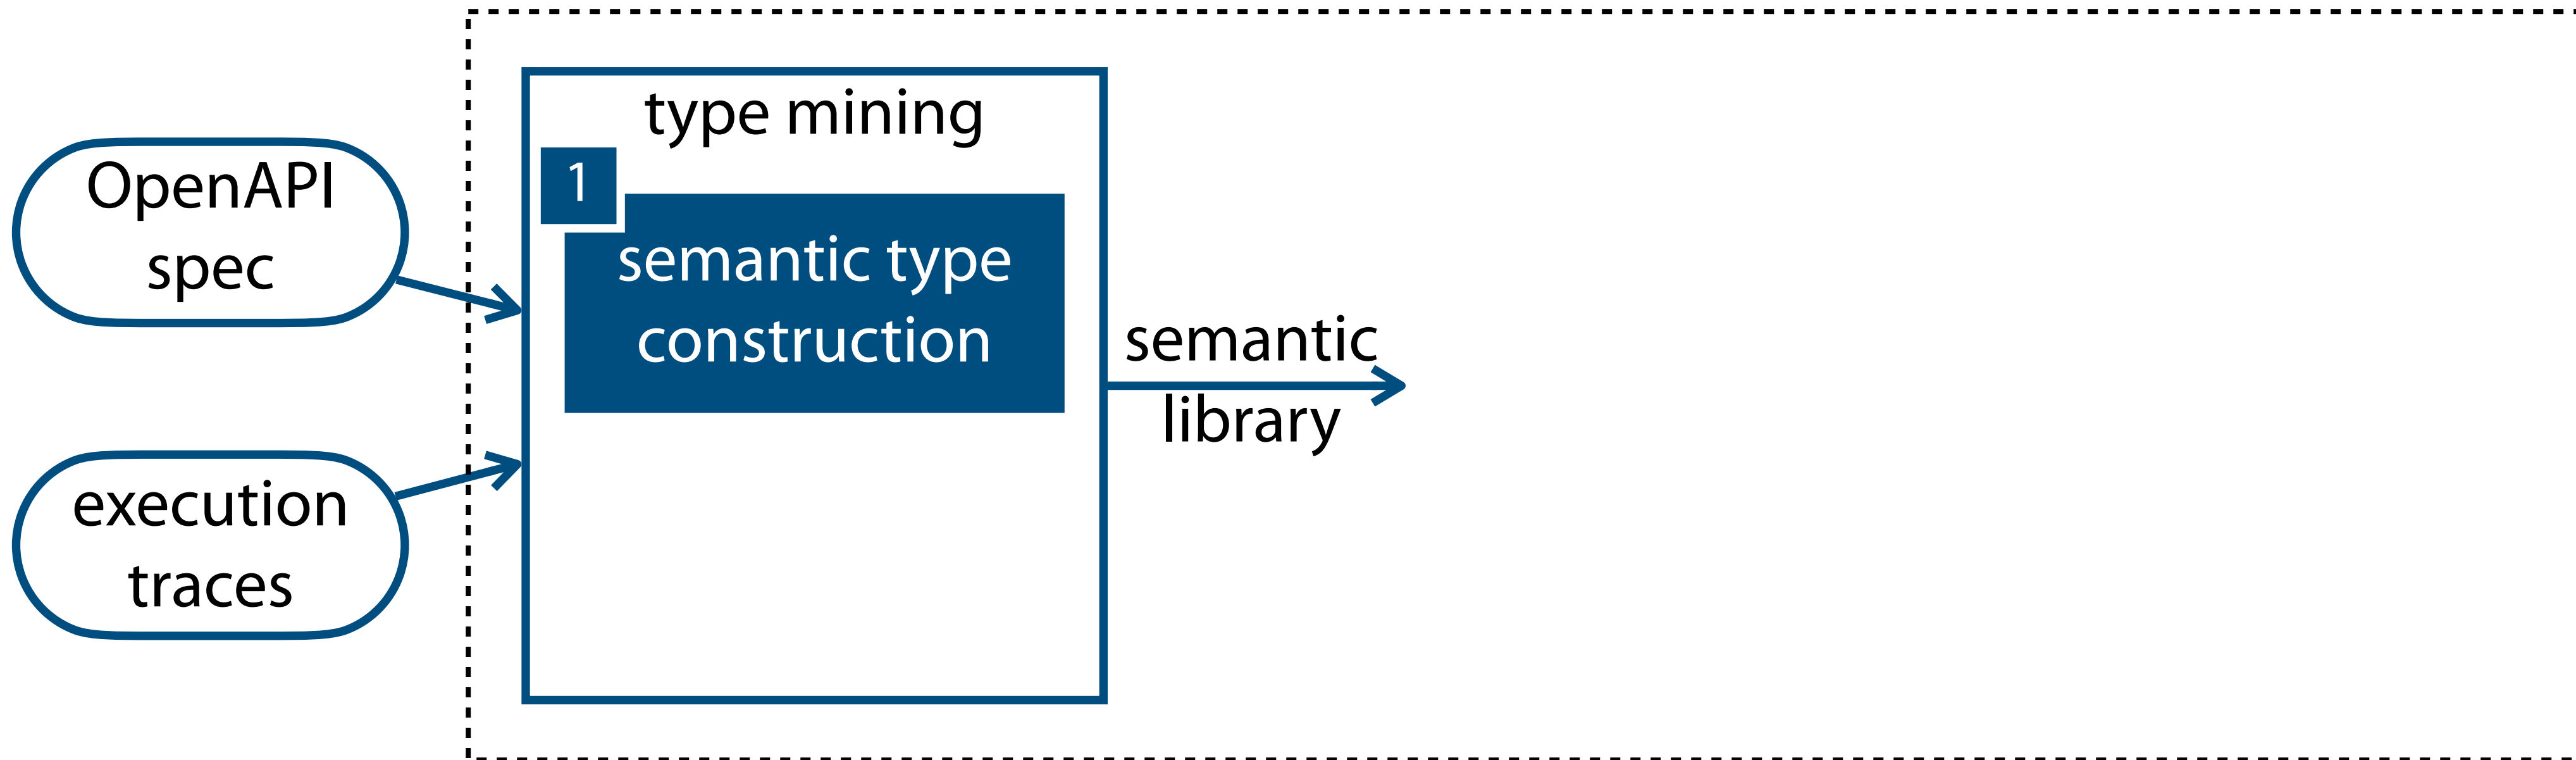 OpenAPI
spec
execution
traces
type mining
1
semantic type
construction
semantic
library